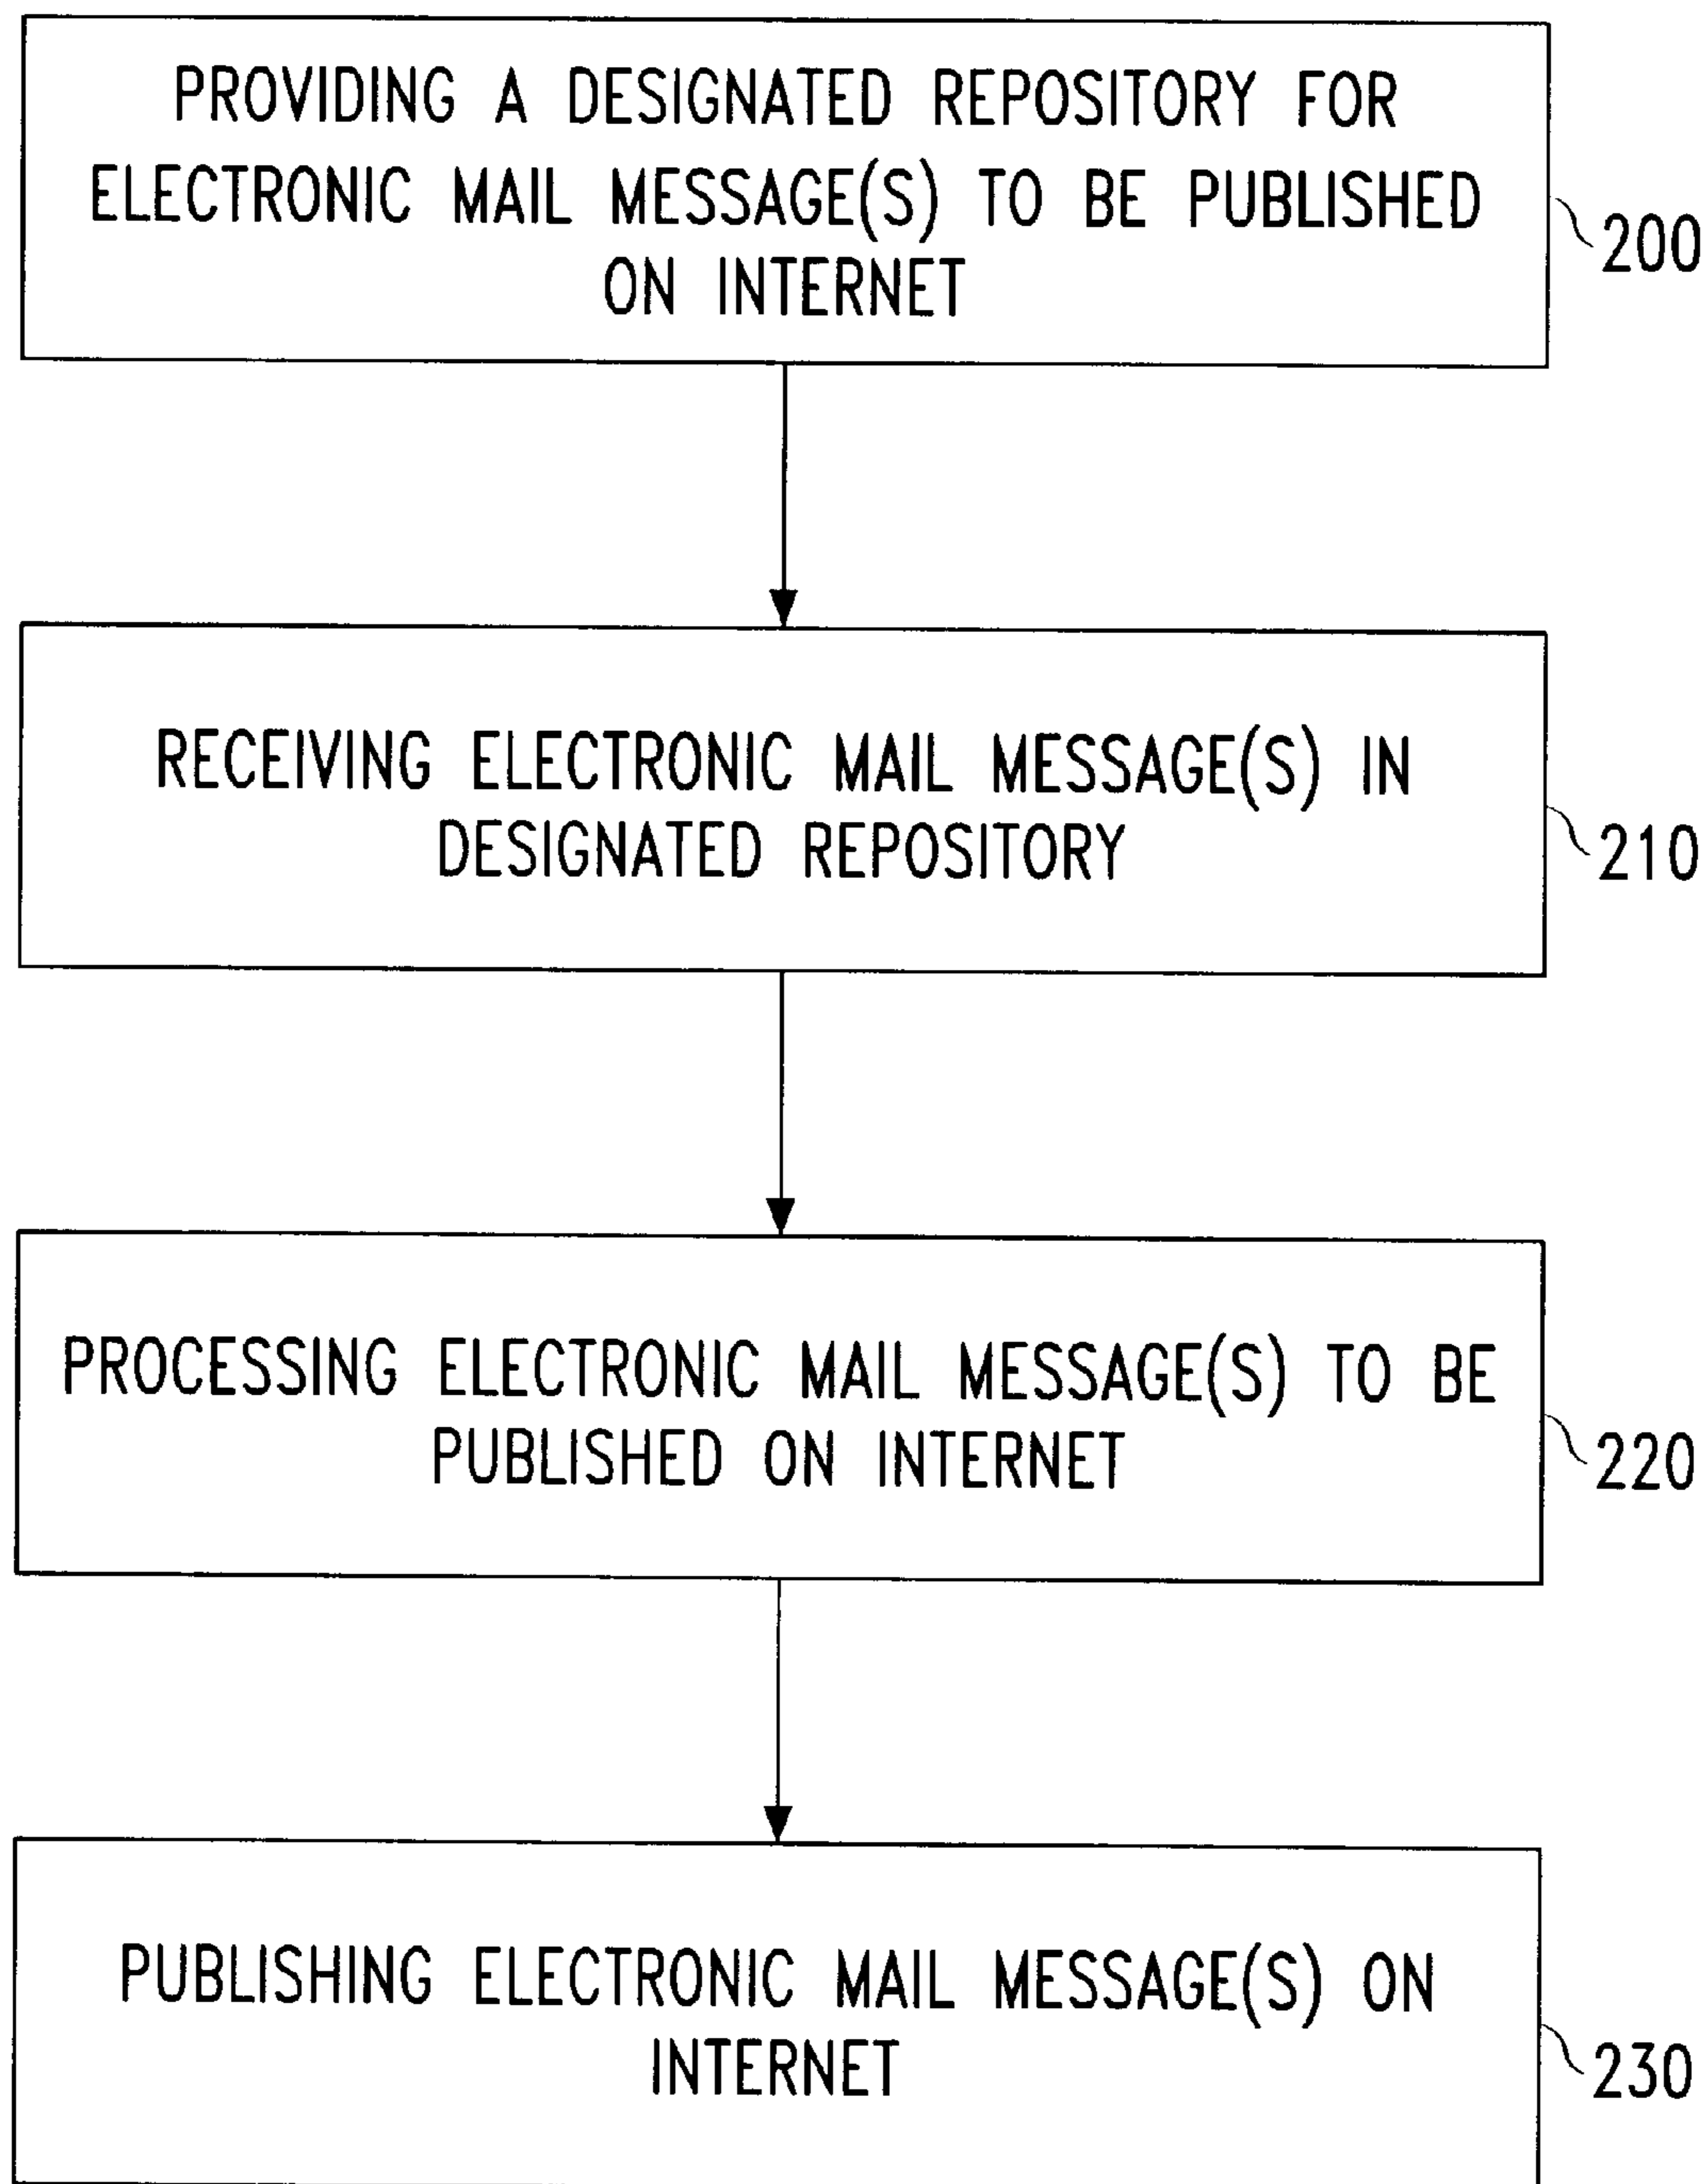 PROVIDING A DESIGNATED REPOSITORY FOR
ELECTRONIC MAIL MESSAGE(S) TO BE PUBLISHED
ON INTERNET
200
RECEIVING ELECTRONIC MAIL MESSAGE(S) IN
DESIGNATED REPOSITORY
210
PROCESSING ELECTRONIC MAIL MESSAGE(S) TO BE
PUBLISHED ON INTERNET
220
PUBLISHING ELECTRONIC MAIL MESSAGE(S) ON
INTERNET
230